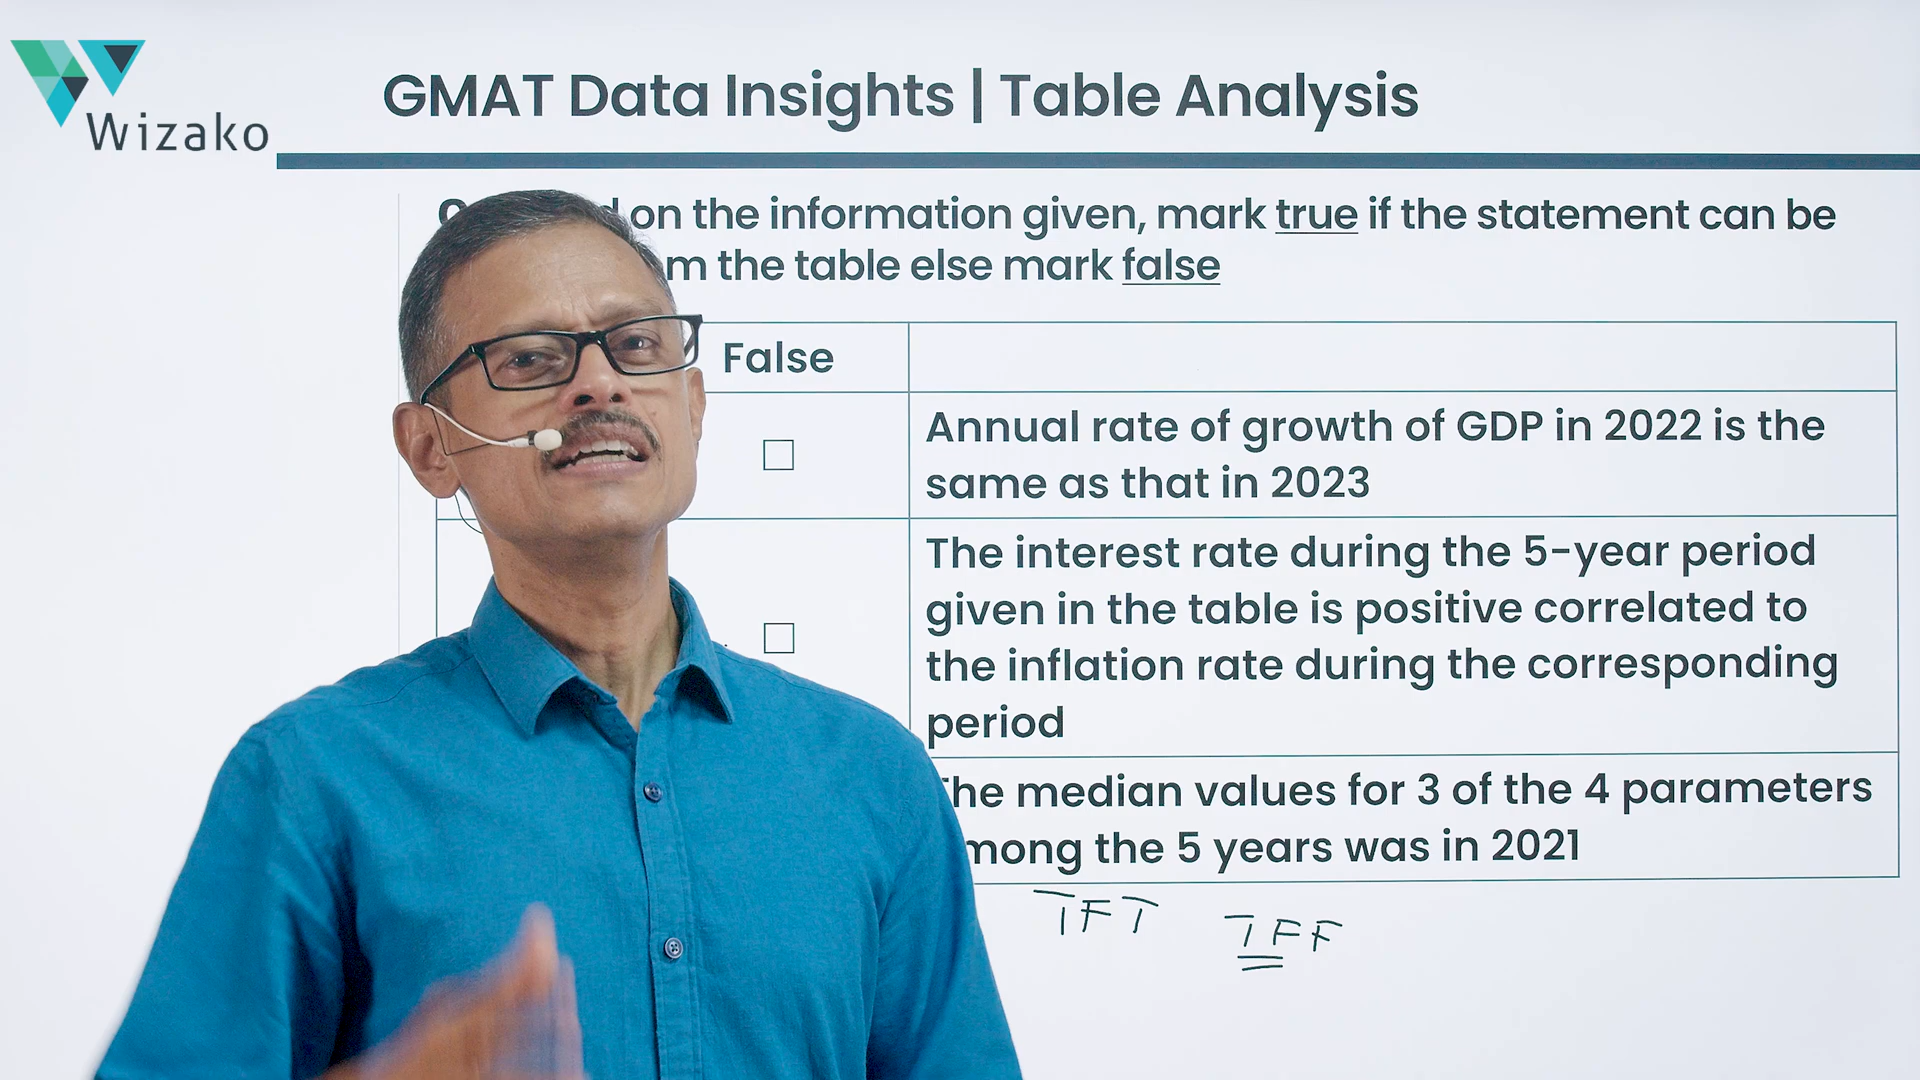 Wizako
GMAT Data Insights | Table Analysis
on the information given, mark true if the statement can be
the table else mark false
False
Annual rate of growth of GDP in 2022 is the
same as that in 2023
The interest rate during the 5-year period
given in the table is positive correlated to
the inflation rate during the corresponding
period
median values for 3 of the 4 parameters
the 5 years was in 2021
TFT TFF